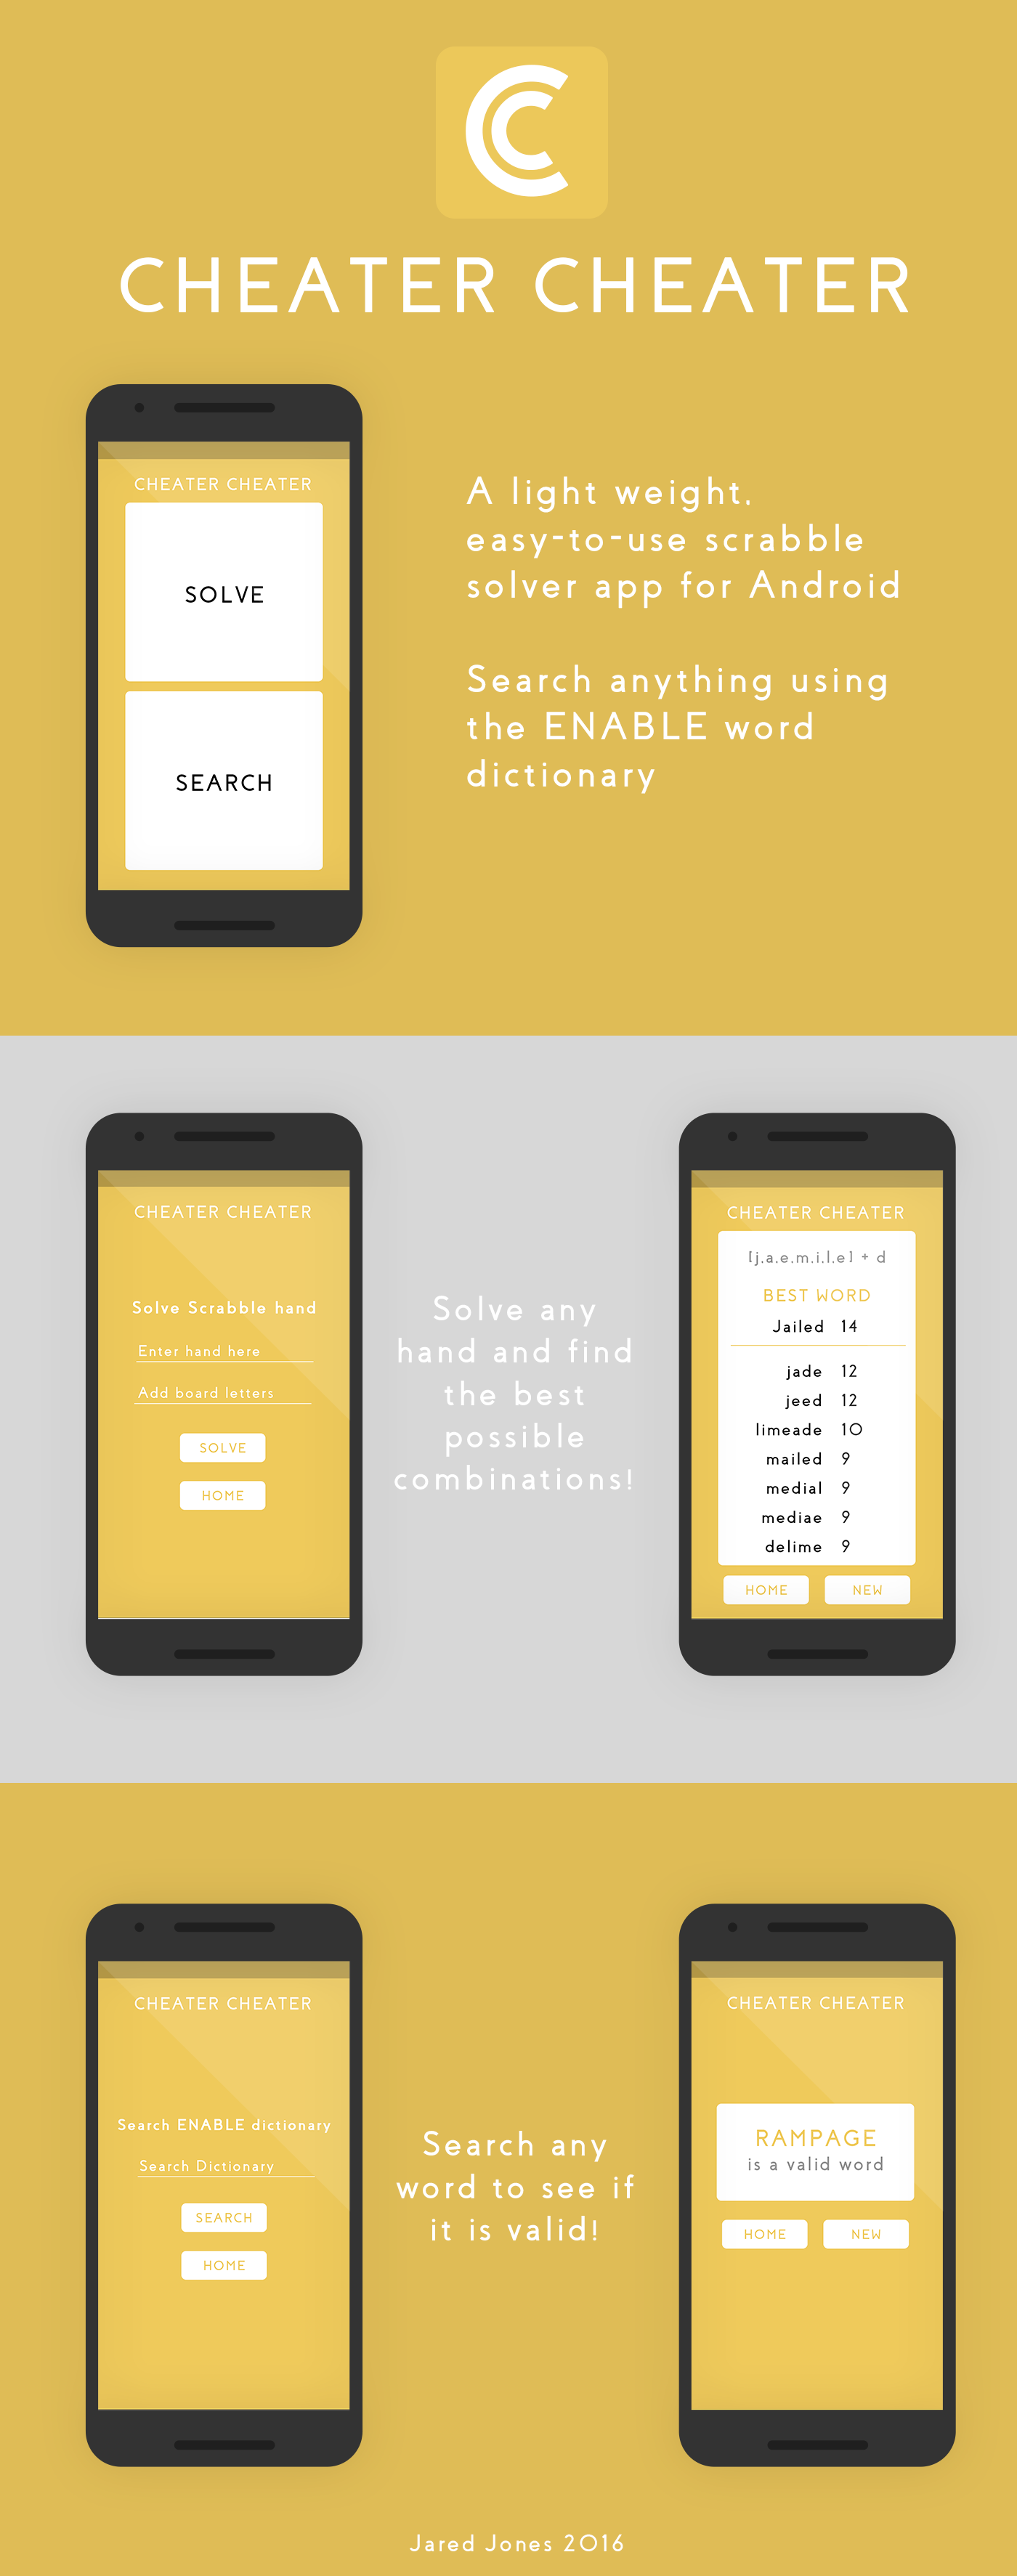 CC
CHEATER CHEATER
CHEATER CHEATER
SOLVE
SEARCH
A light weight,
easy-to-use scrabble
solver app for Android
Search anything using
the ENABLE word
dictionary
CHEATER CHEATER
Solve Scrabble hand
Enter hand here
Add board letters
SOLVE
HOME
Solve any
hand and find
the best
possible
combinations!
CHEATER CHEATER
[j.a.e.m.i.l.e] + d
BEST WORD
Jailed 14
jade 12
jeed 12
limeade 10
mailed 9
medial 9
mediae 9
delime 9
HOME NEW
CHEATER CHEATER
Search ENABLE dictionary
Search Dictionary
SEARCH
HOME
Search any
word to see if
it is valid!
CHEATER CHEATER
RAMPAGE
is a valid word
HOME NEW
Jared Jones 2016